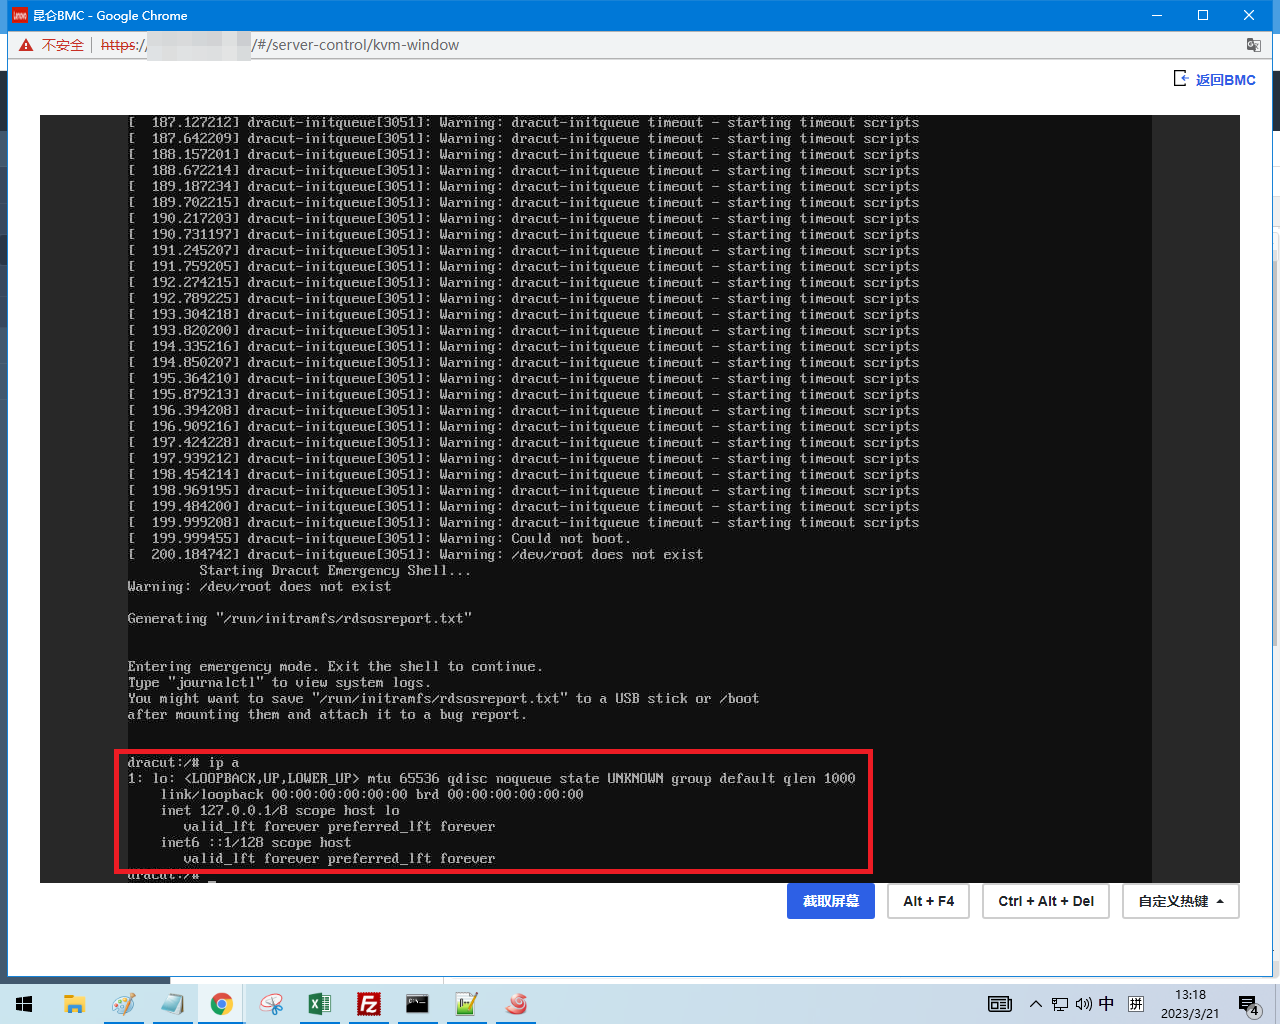 昆仑BMC - Google Chrome
不安全 https:/ /#/server-control/kvm-window
返回BMC
[  187.127212] dracut-initqueue[3051]: Warning: dracut-initqueue timeout - starting timeout scripts
[  187.642209] dracut-initqueue[3051]: Warning: dracut-initqueue timeout - starting timeout scripts
[  188.157201] dracut-initqueue[3051]: Warning: dracut-initqueue timeout - starting timeout scripts
[  188.672214] dracut-initqueue[3051]: Warning: dracut-initqueue timeout - starting timeout scripts
[  189.187234] dracut-initqueue[3051]: Warning: dracut-initqueue timeout - starting timeout scripts
[  189.702215] dracut-initqueue[3051]: Warning: dracut-initqueue timeout - starting timeout scripts
[  190.217203] dracut-initqueue[3051]: Warning: dracut-initqueue timeout - starting timeout scripts
[  190.731197] dracut-initqueue[3051]: Warning: dracut-initqueue timeout - starting timeout scripts
[  191.245207] dracut-initqueue[3051]: Warning: dracut-initqueue timeout - starting timeout scripts
[  191.759205] dracut-initqueue[3051]: Warning: dracut-initqueue timeout - starting timeout scripts
[  192.274215] dracut-initqueue[3051]: Warning: dracut-initqueue timeout - starting timeout scripts
[  192.789225] dracut-initqueue[3051]: Warning: dracut-initqueue timeout - starting timeout scripts
[  193.304218] dracut-initqueue[3051]: Warning: dracut-initqueue timeout - starting timeout scripts
[  193.820200] dracut-initqueue[3051]: Warning: dracut-initqueue timeout - starting timeout scripts
[  194.335216] dracut-initqueue[3051]: Warning: dracut-initqueue timeout - starting timeout scripts
[  194.850207] dracut-initqueue[3051]: Warning: dracut-initqueue timeout - starting timeout scripts
[  195.364210] dracut-initqueue[3051]: Warning: dracut-initqueue timeout - starting timeout scripts
[  195.879213] dracut-initqueue[3051]: Warning: dracut-initqueue timeout - starting timeout scripts
[  196.394208] dracut-initqueue[3051]: Warning: dracut-initqueue timeout - starting timeout scripts
[  196.909216] dracut-initqueue[3051]: Warning: dracut-initqueue timeout - starting timeout scripts
[  197.424228] dracut-initqueue[3051]: Warning: dracut-initqueue timeout - starting timeout scripts
[  197.939212] dracut-initqueue[3051]: Warning: dracut-initqueue timeout - starting timeout scripts
[  198.454214] dracut-initqueue[3051]: Warning: dracut-initqueue timeout - starting timeout scripts
[  198.969195] dracut-initqueue[3051]: Warning: dracut-initqueue timeout - starting timeout scripts
[  199.484200] dracut-initqueue[3051]: Warning: dracut-initqueue timeout - starting timeout scripts
[  199.999208] dracut-initqueue[3051]: Warning: dracut-initqueue timeout - starting timeout scripts
[  199.999455] dracut-initqueue[3051]: Warning: Could not boot.
[  200.184742] dracut-initqueue[3051]: Warning: /dev/root does not exist
Starting Dracut Emergency Shell...
Warning: /dev/root does not exist
Generating "/run/initramfs/rdsosreport.txt"
Entering emergency mode. Exit the shell to continue.
Type "journalctl" to view system logs.
You might want to save "/run/initramfs/rdsosreport.txt" to a USB stick or /boot
after mounting them and attach it to a bug report.
dracut:/# ip a
1: lo: <LOOPBACK,UP,LOWER_UP> mtu 65536 qdisc noqueue state UNKNOWN group default qlen 1000
link/loopback 00:00:00:00:00:00 brd 00:00:00:00:00:00
inet 127.0.0.1/8 scope host lo
valid_lft forever preferred_lft forever
inet6 ::1/128 scope host
valid_lft forever preferred_lft forever
dracut:/# _
截取屏幕 Alt + F4 Ctrl + Alt + Del 自定义热键
中 拼 13:18
2023/3/21 4